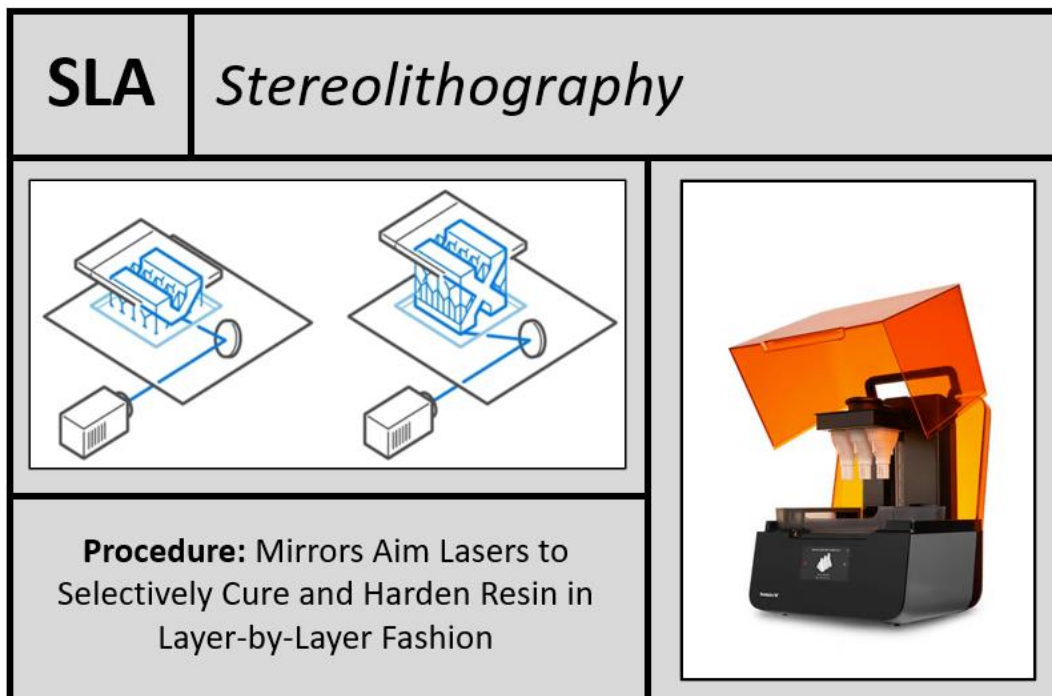 SLA
Stereolithography
Procedure: Mirrors Aim Lasers to
Selectively Cure and Harden Resin in
Layer-by-Layer Fashion